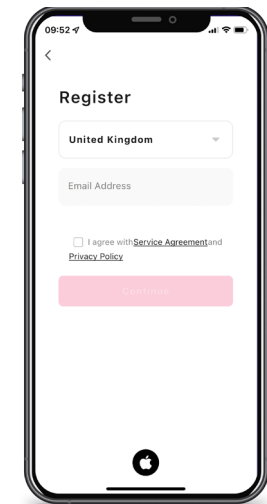 09:52
Register
United Kingdom
Email Address
I agree withService Agreementand
Privacy Policy
Continue